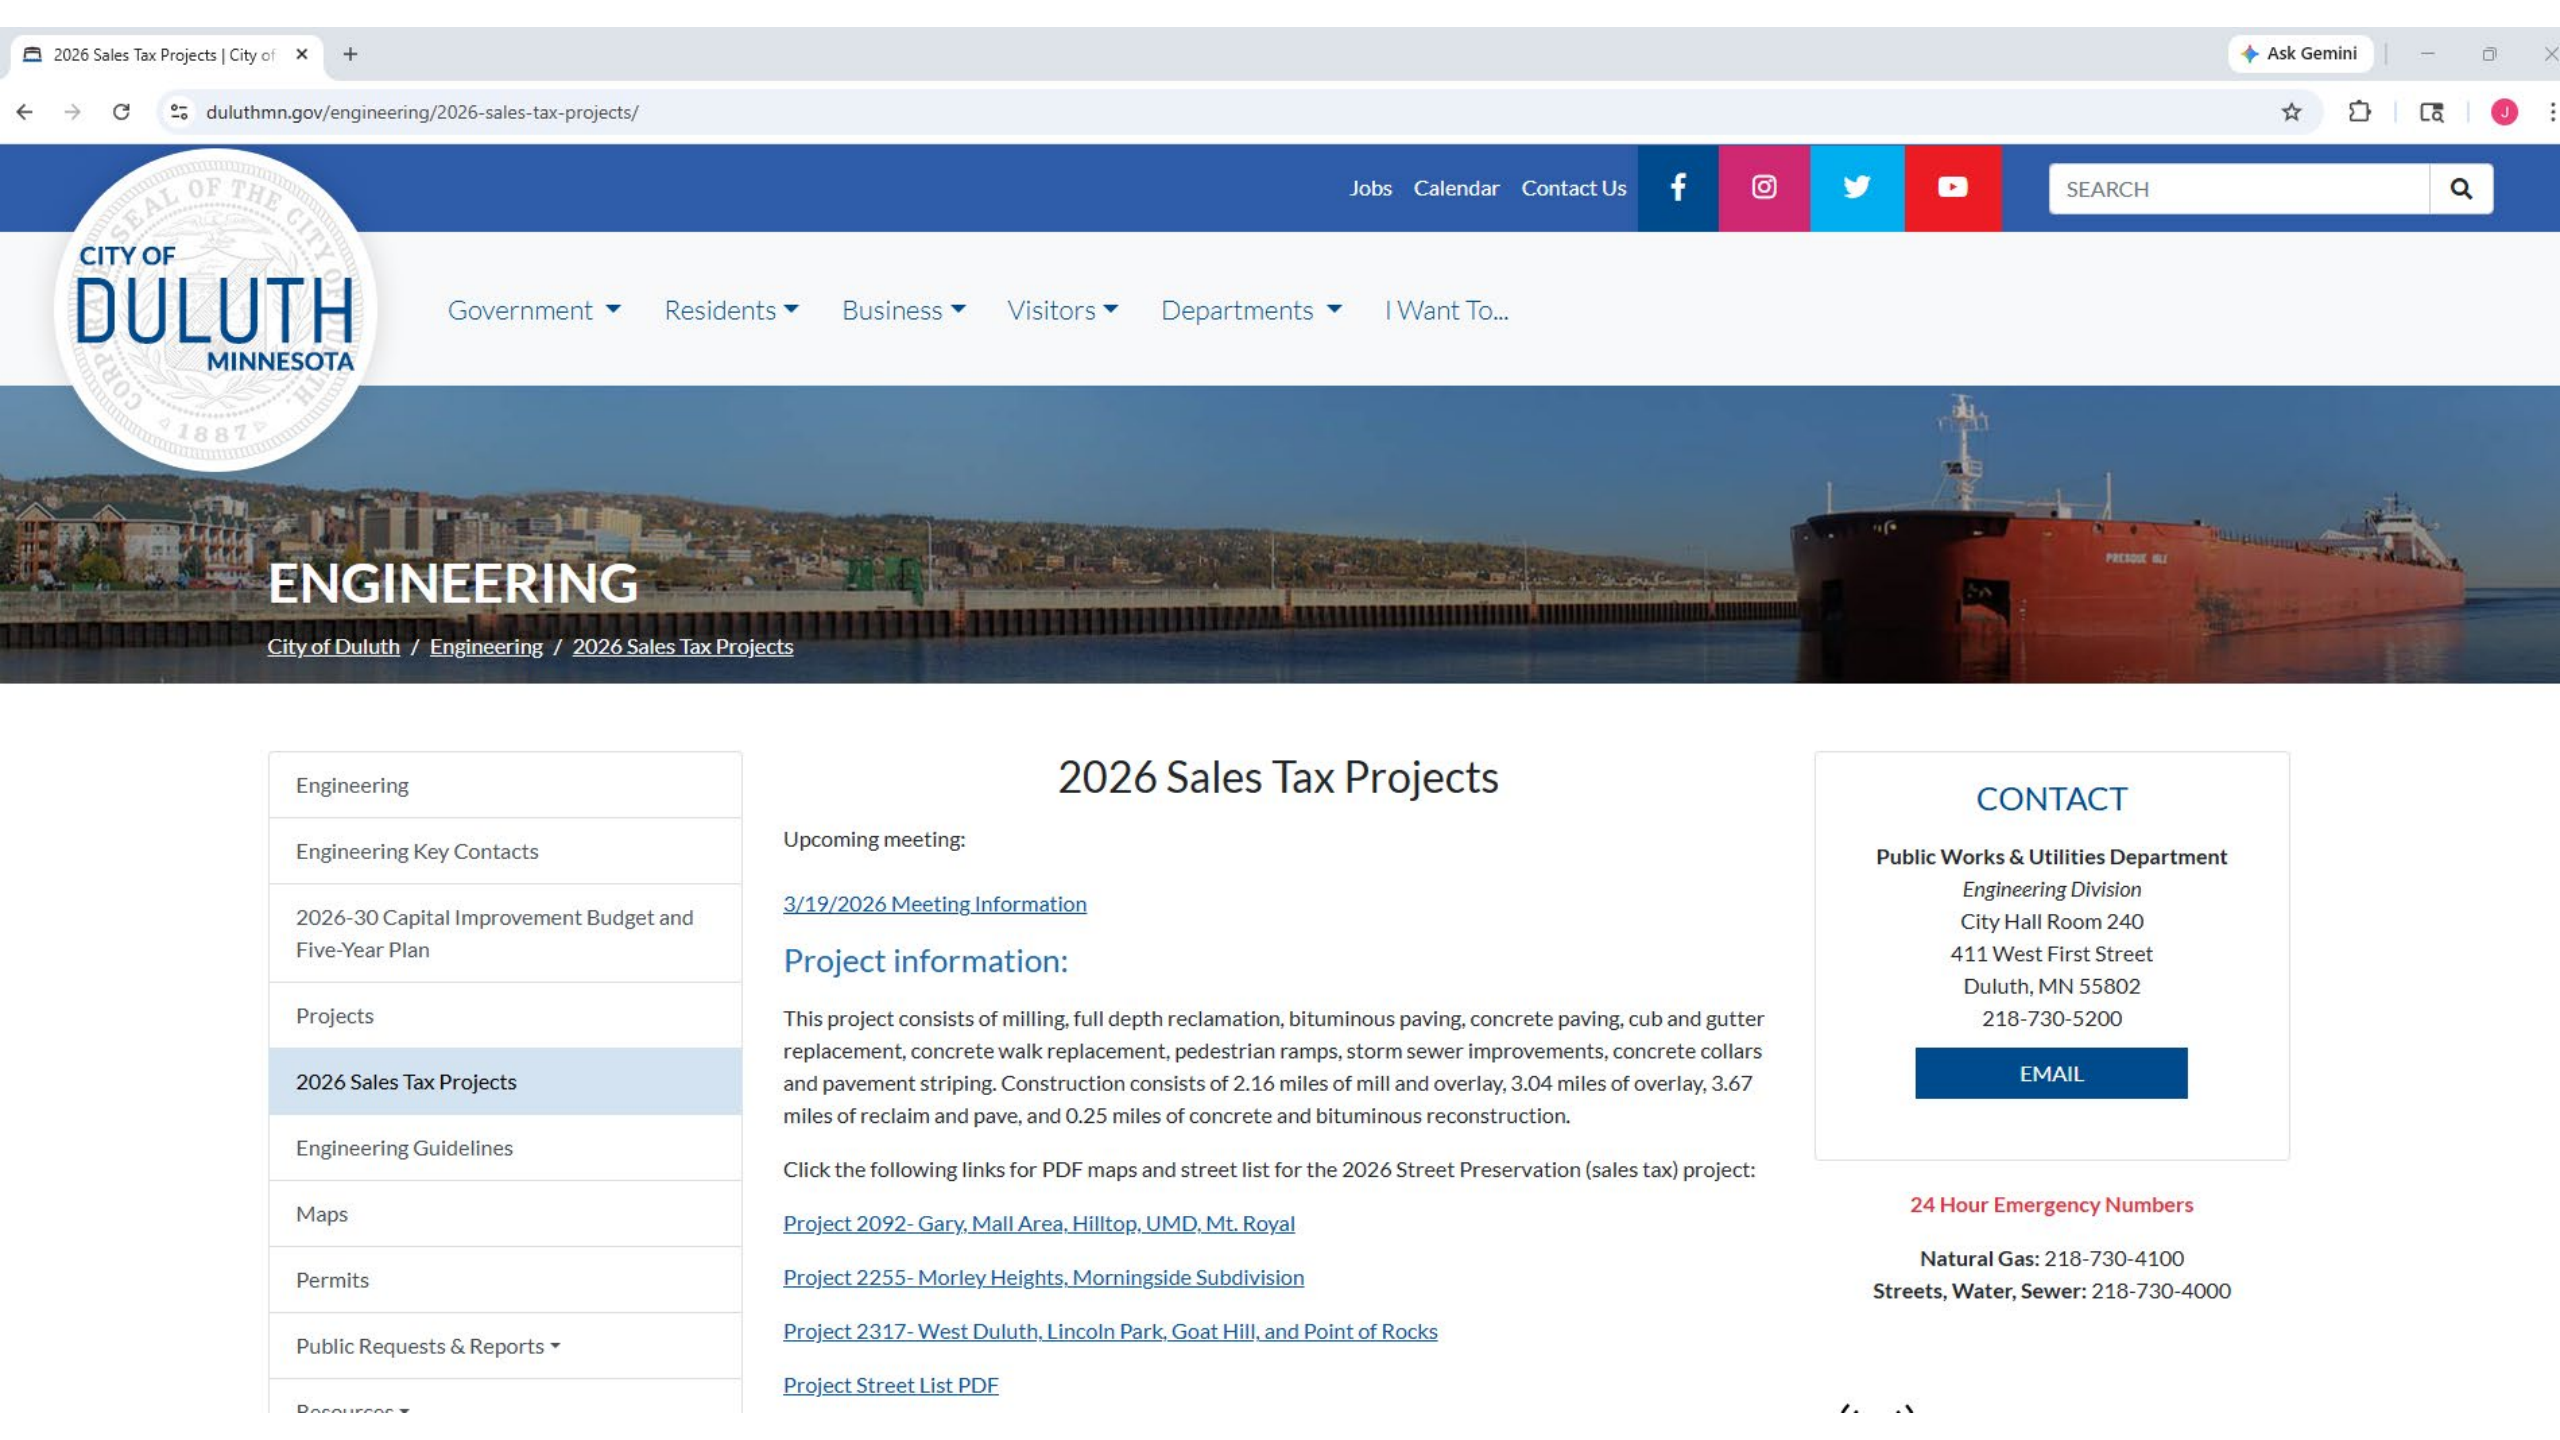 2026 Sales Tax Projects | City of
Ask Gemini
duluthmn.gov/engineering/2026-sales-tax-projects/
J
Jobs Calendar Contact Us
SEARCH
CORPORATE SEAL OF THE CITY OF DULUTH
1887
CITY OF
DULUTH
MINNESOTA
Government Residents Business Visitors Departments I Want To...
PRESQUE ISLE
ENGINEERING
City of Duluth / Engineering / 2026 Sales Tax Projects
Engineering
Engineering Key Contacts
2026-30 Capital Improvement Budget and
Five-Year Plan
Projects
2026 Sales Tax Projects
Engineering Guidelines
Maps
Permits
Public Requests & Reports
Resources
2026 Sales Tax Projects
Upcoming meeting:
3/19/2026 Meeting Information
Project information:
This project consists of milling, full depth reclamation, bituminous paving, concrete paving, cub and gutter
replacement, concrete walk replacement, pedestrian ramps, storm sewer improvements, concrete collars
and pavement striping. Construction consists of 2.16 miles of mill and overlay, 3.04 miles of overlay, 3.67
miles of reclaim and pave, and 0.25 miles of concrete and bituminous reconstruction.
Click the following links for PDF maps and street list for the 2026 Street Preservation (sales tax) project:
Project 2092- Gary, Mall Area, Hilltop, UMD, Mt. Royal
Project 2255- Morley Heights, Morningside Subdivision
Project 2317- West Duluth, Lincoln Park, Goat Hill, and Point of Rocks
Project Street List PDF
CONTACT
Public Works & Utilities Department
Engineering Division
City Hall Room 240
411 West First Street
Duluth, MN 55802
218-730-5200
EMAIL
24 Hour Emergency Numbers
Natural Gas: 218-730-4100
Streets, Water, Sewer: 218-730-4000